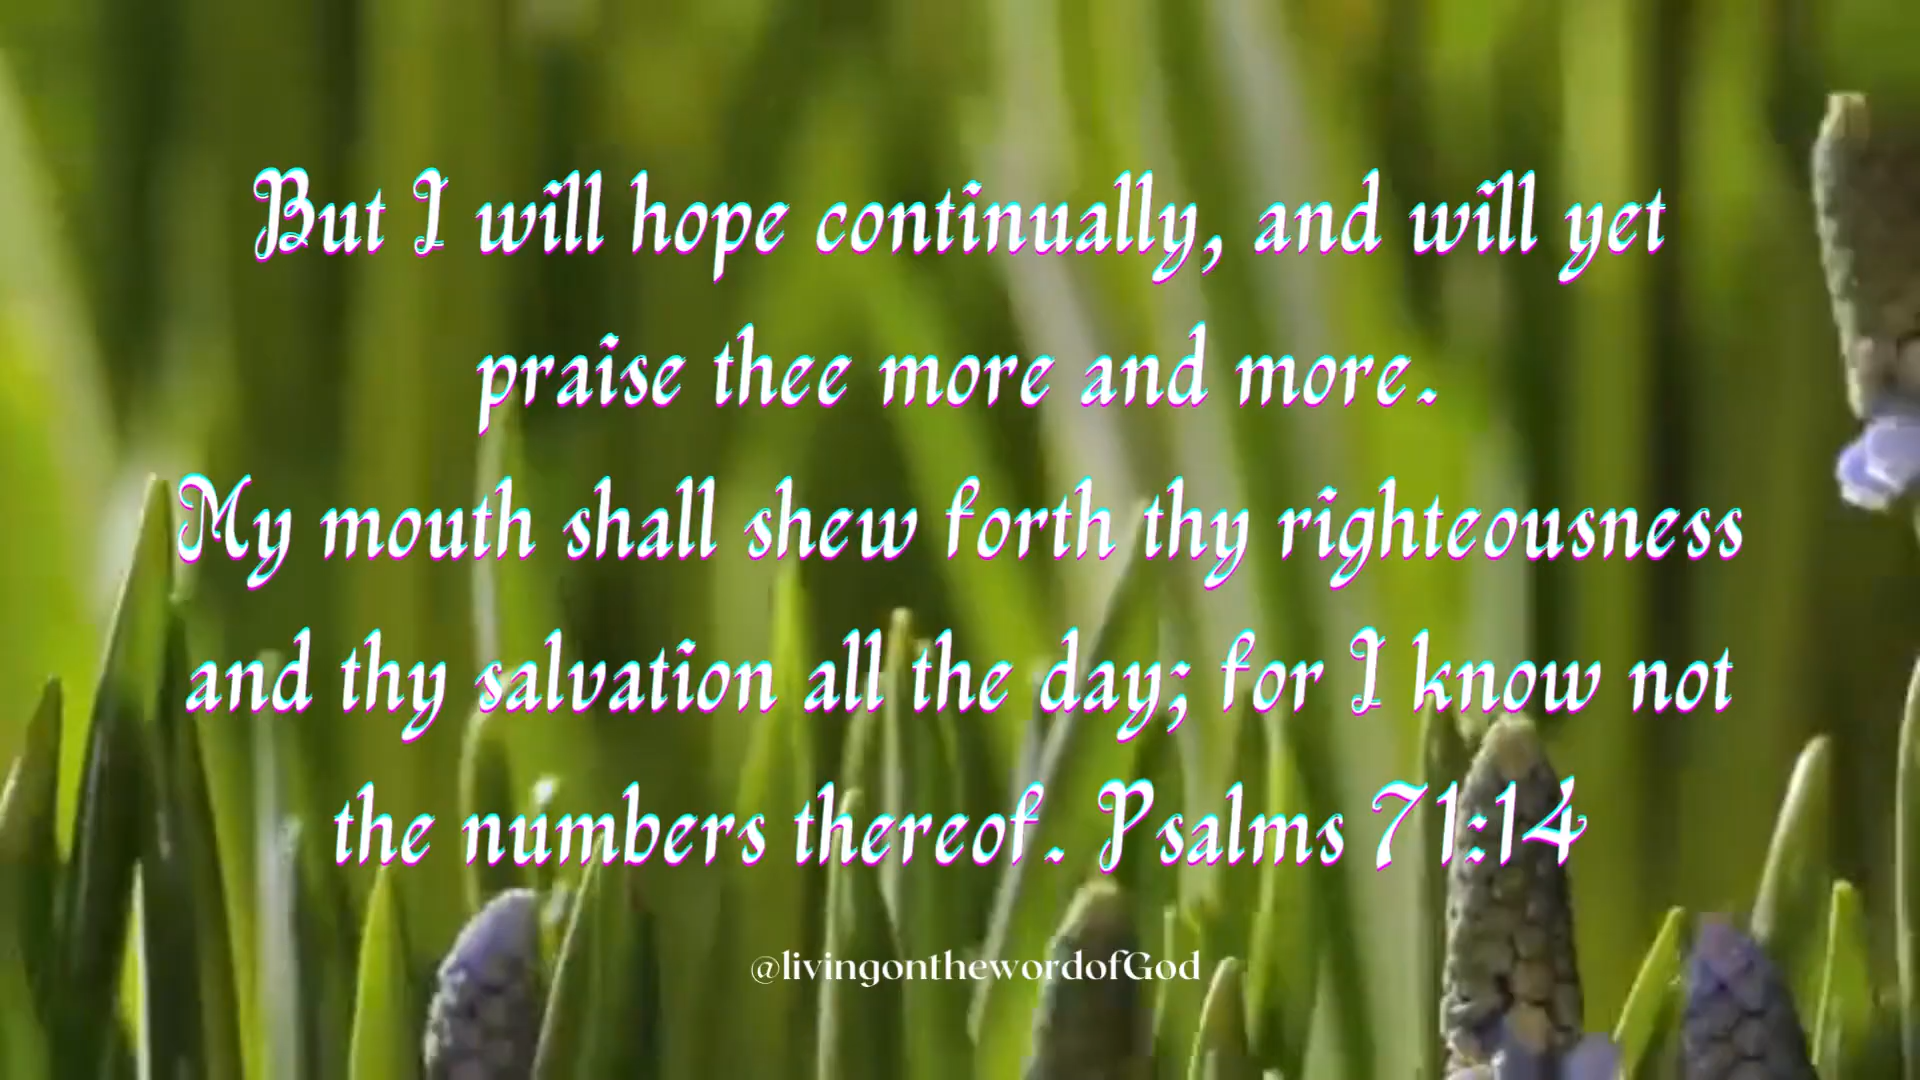 But I will hope continually, and will yet
praise thee more and more.
My mouth shall shew forth thy righteousness
and thy salvation all the day; for I know not
the numbers thereof. Psalms 71:14
@livingonthewordofGod